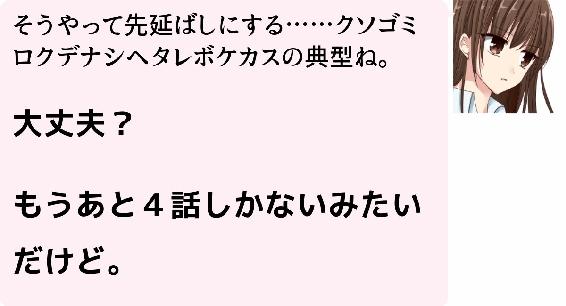 そうやって先延ばしにする……クソゴミ
ロクデナシヘタレボケカスの典型ね。
大丈夫？
もうあと４話しかないみたい
だけど。